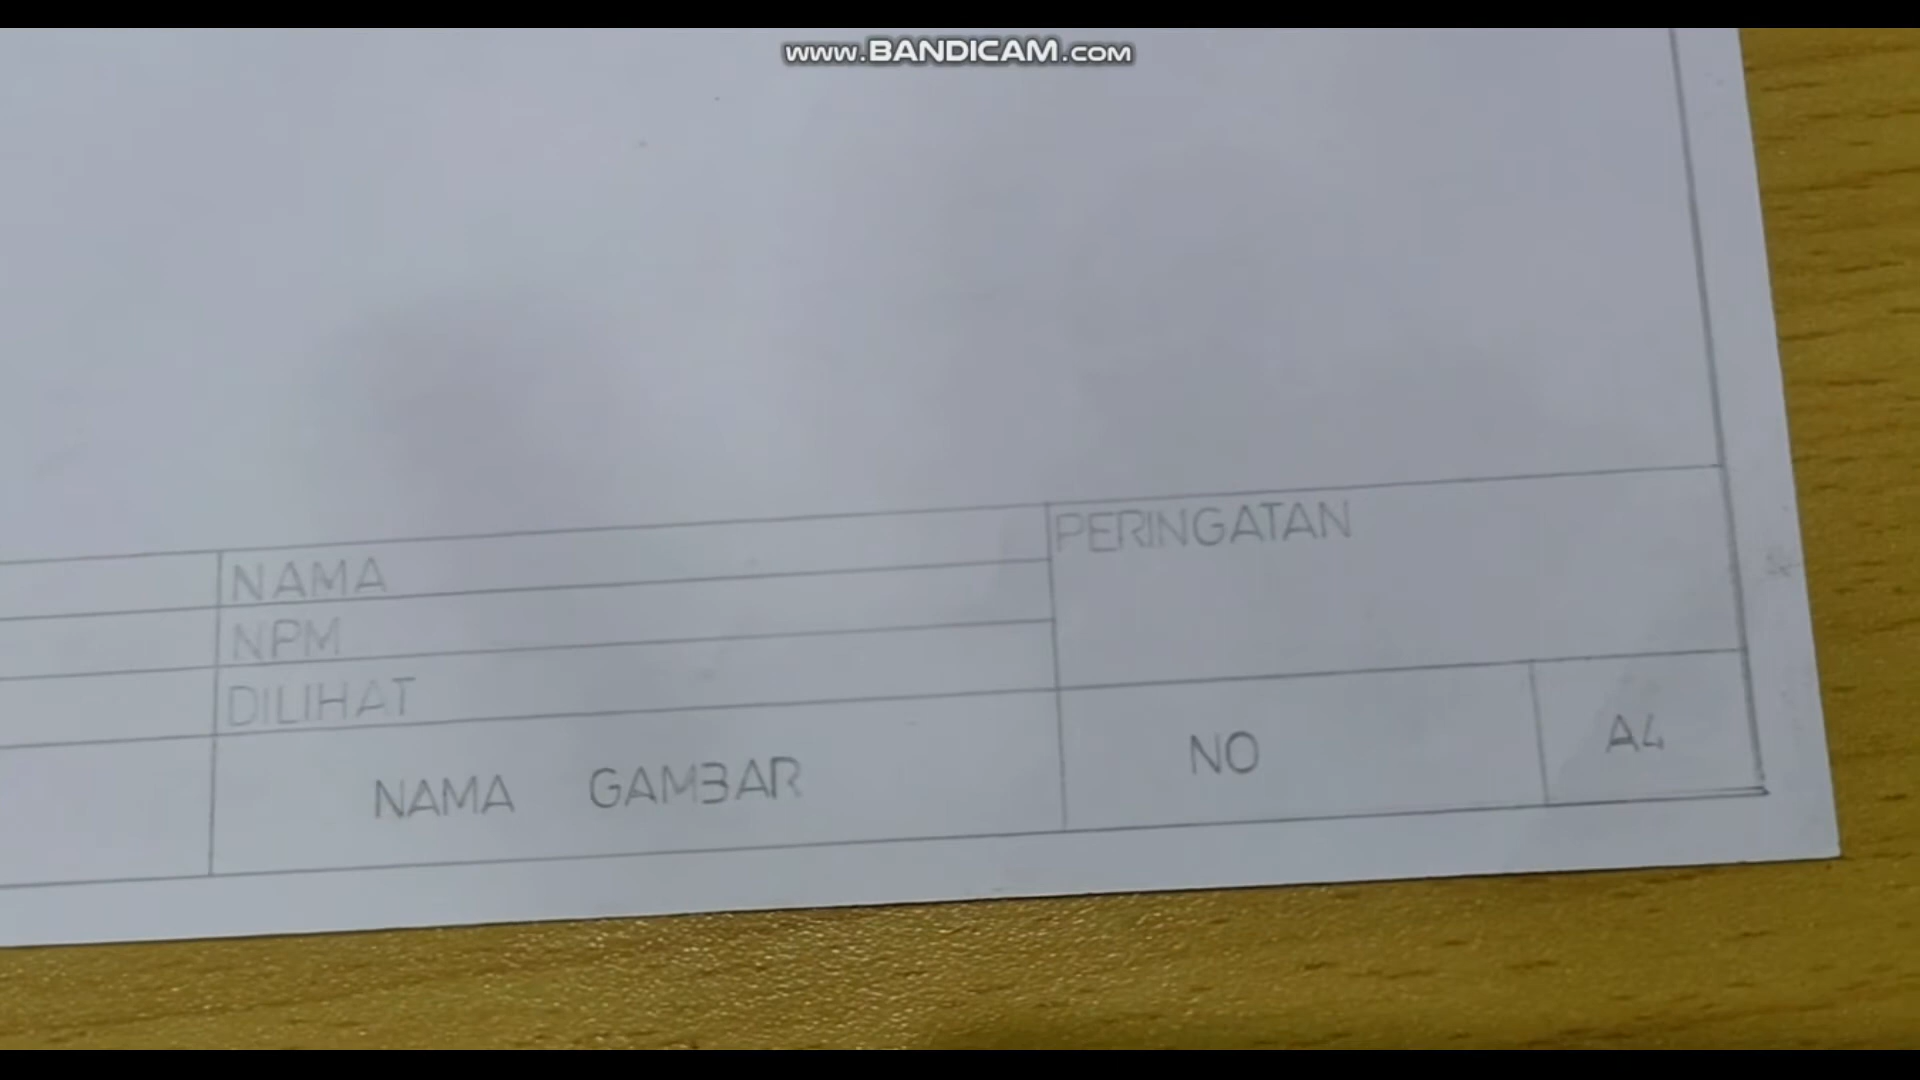 www.BANDICAM.com
NAMA
PERINGATAN
NPM
DILIHAT
NAMA GAMBAR
NO
A4